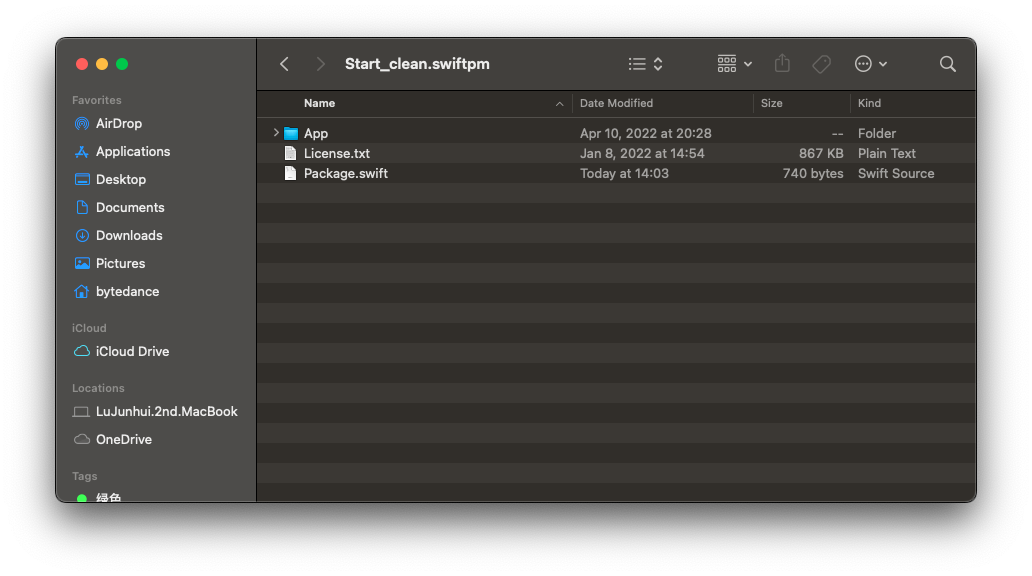 Start_clean.swiftpm
Favorites
AirDrop
Applications
Desktop
Documents
Downloads
Pictures
bytedance
iCloud
iCloud Drive
Locations
LuJunhui.2nd.MacBook
OneDrive
Tags
绿色
Name Date Modified Size Kind
App Apr 10, 2022 at 20:28 -- Folder
License.txt Jan 8, 2022 at 14:54 867 KB Plain Text
Package.swift Today at 14:03 740 bytes Swift Source